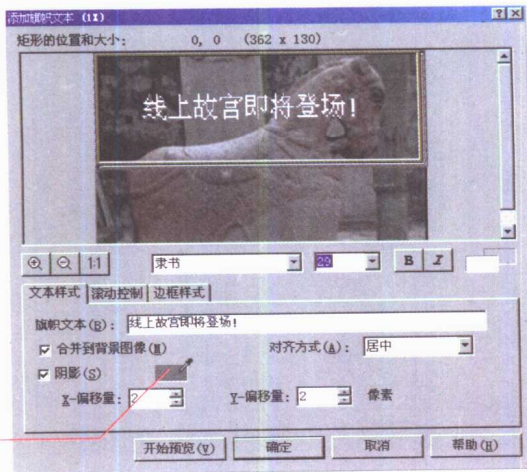 添加旗帜文本 (1X)
矩形的位置和大小: 0, 0 (362 x 130)
线上故宫即将登场!
1:1 隶书 29 B I
文本样式 滚动控制 边框样式
旗帜文本(B): 线上故宫即将登场!
合并到背景图像(M) 对齐方式(A): 居中
阴影(S)
X-偏移量: 2 Y-偏移量: 2 像素
开始预览(V) 确定 取消 帮助(H)